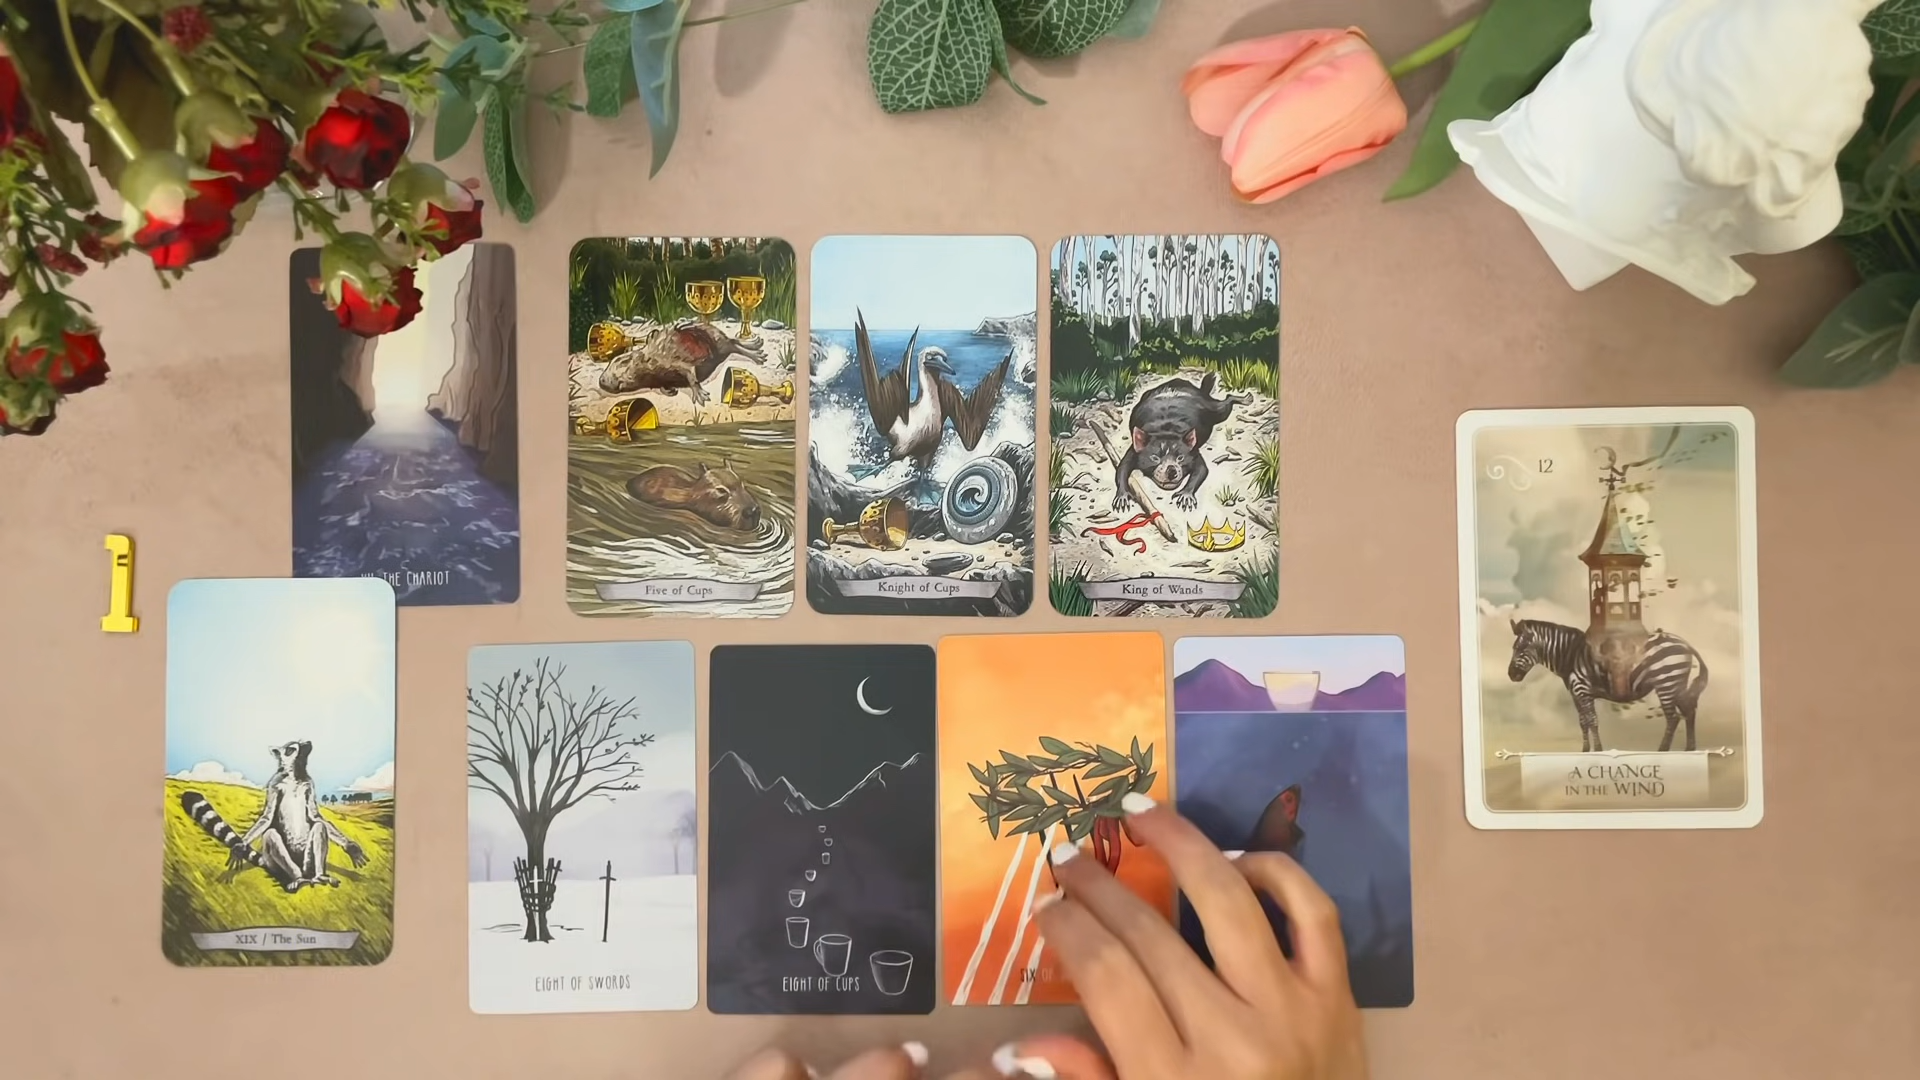 THE CHARIOT
Five of Cups
Knight of Cups
King of Wands
12
A CHANGE
IN THE WIND
1
XIX / The Sun
EIGHT OF SWORDS
EIGHT OF CUPS
SIX OF